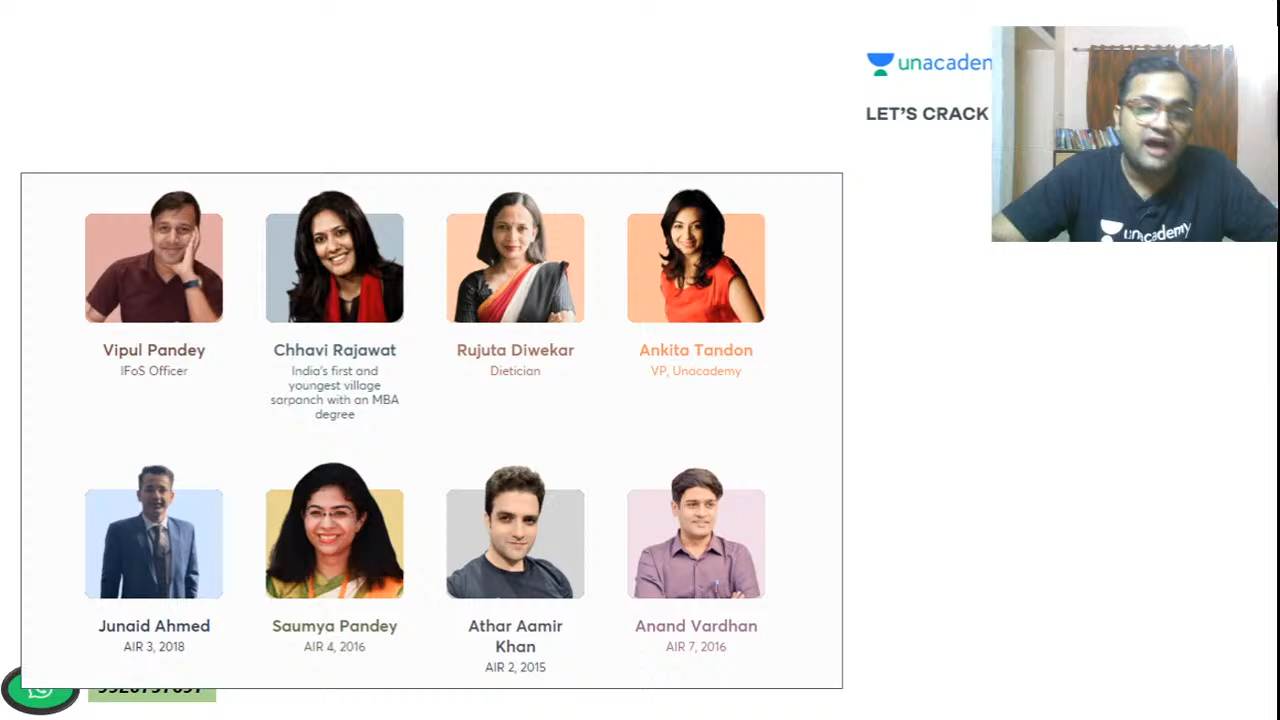 unacadem
LET'S CRACK
unacademy
Vipul Pandey
IFoS Officer
Chhavi Rajawat
India's first and
youngest village
sarpanch with an MBA
degree
Rujuta Diwekar
Dietician
Ankita Tandon
VP, Unacademy
Junaid Ahmed
AIR 3, 2018
Saumya Pandey
AIR 4, 2016
Athar Aamir
Khan
AIR 2, 2015
Anand Vardhan
AIR 7, 2016